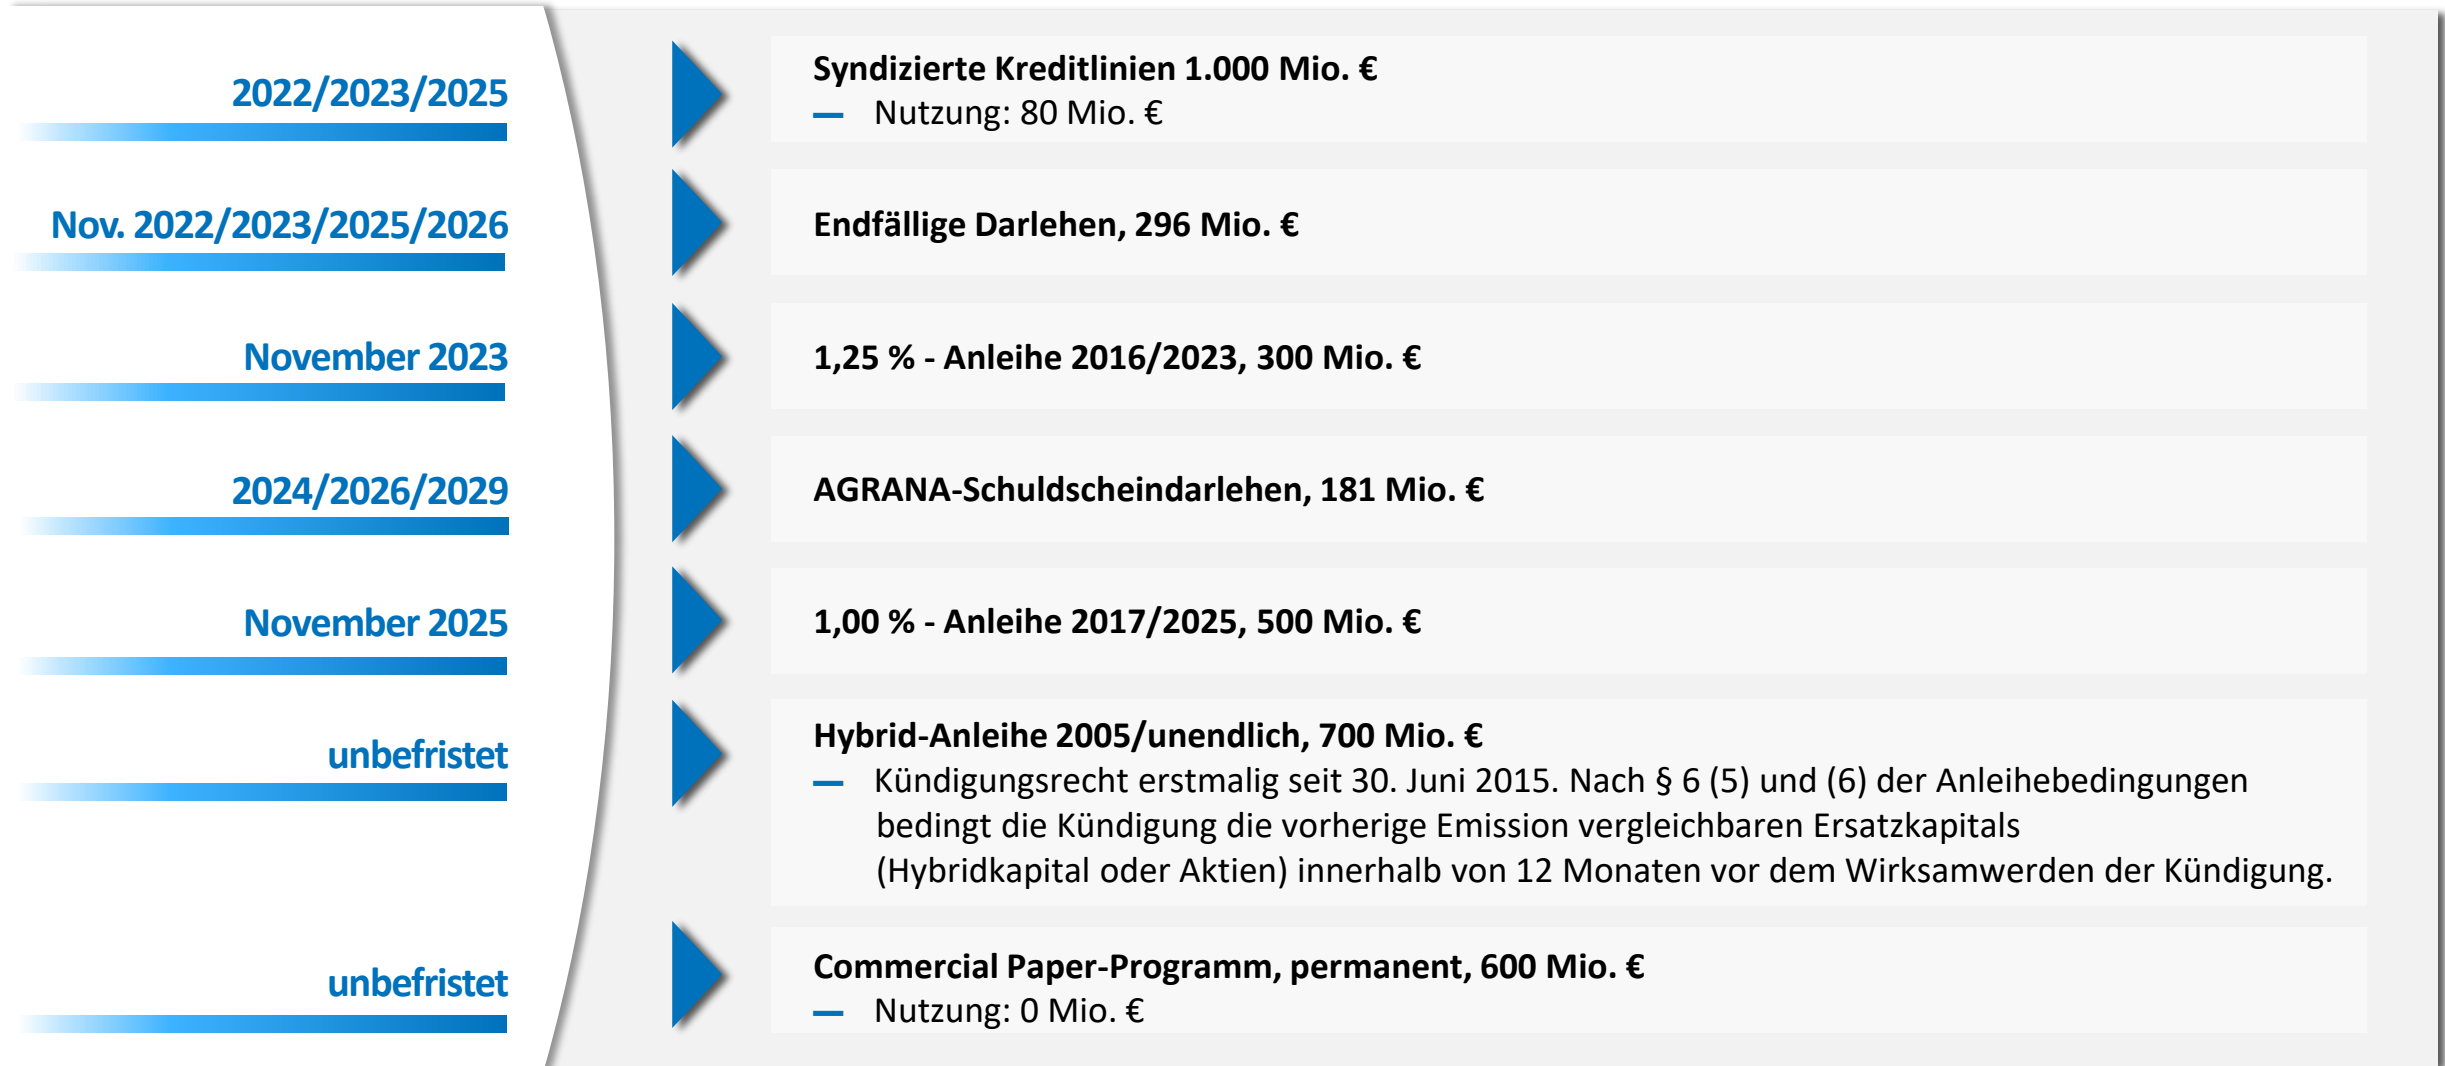 2022/2023/2025
Syndizierte Kreditlinien 1.000 Mio. €
— Nutzung: 80 Mio. €
Nov. 2022/2023/2025/2026
Endfällige Darlehen, 296 Mio. €
November 2023
1,25 % - Anleihe 2016/2023, 300 Mio. €
2024/2026/2029
AGRANA-Schuldscheindarlehen, 181 Mio. €
November 2025
1,00 % - Anleihe 2017/2025, 500 Mio. €
unbefristet
Hybrid-Anleihe 2005/unendlich, 700 Mio. €
— Kündigungsrecht erstmalig seit 30. Juni 2015. Nach § 6 (5) und (6) der Anleihebedingungen
bedingt die Kündigung die vorherige Emission vergleichbaren Ersatzkapitals
(Hybridkapital oder Aktien) innerhalb von 12 Monaten vor dem Wirksamwerden der Kündigung.
unbefristet
Commercial Paper-Programm, permanent, 600 Mio. €
— Nutzung: 0 Mio. €